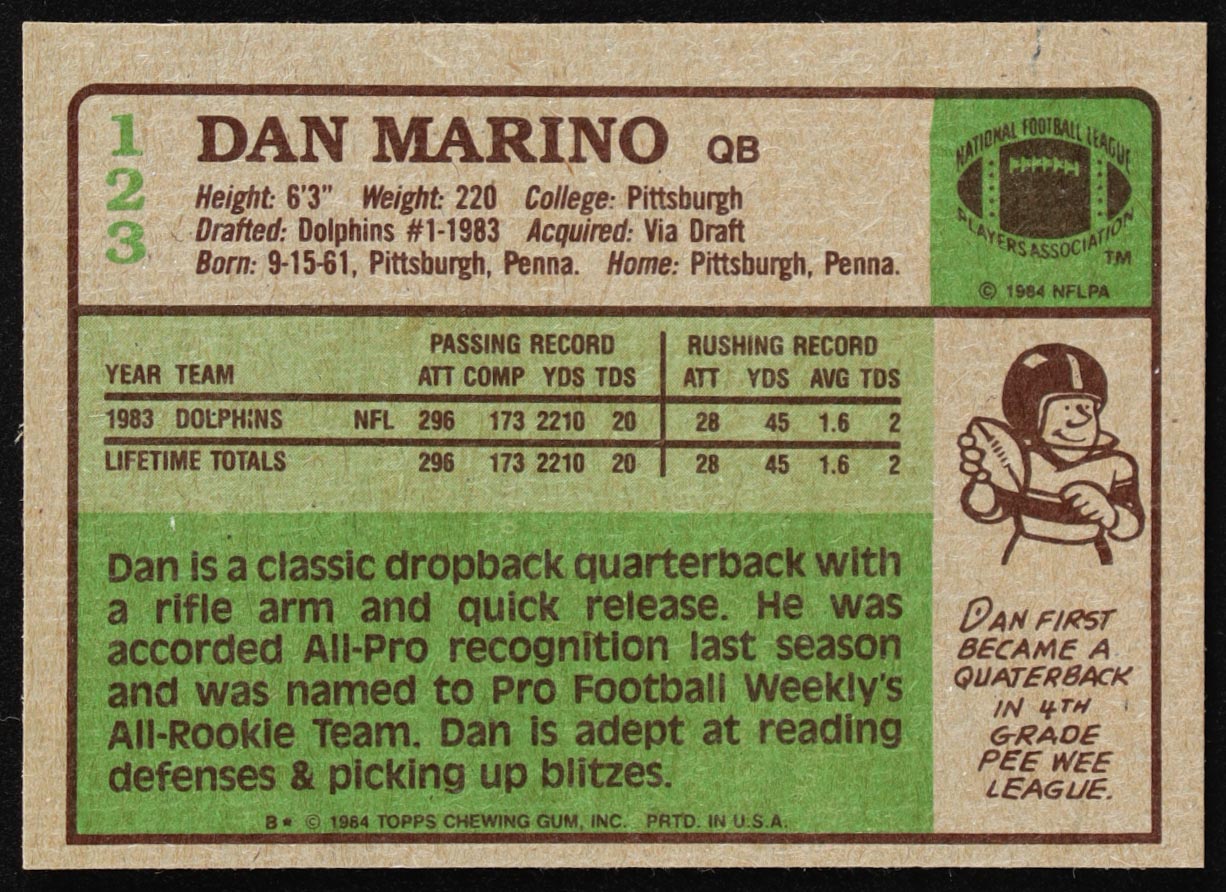 1
2
3
DAN MARINO QB
Height: 6'3" Weight: 220 College: Pittsburgh
Drafted: Dolphins #1-1983 Acquired: Via Draft
Born: 9-15-61, Pittsburgh, Penna. Home: Pittsburgh, Penna.
NATIONAL FOOTBALL LEAGUE
PLAYERS ASSOCIATION
TM
© 1984 NFLPA
PASSING RECORD RUSHING RECORD
YEAR TEAM ATT COMP YDS TDS ATT YDS AVG TDS
1983 DOLPHINS NFL 296 173 2210 20 28 45 1.6 2
LIFETIME TOTALS 296 173 2210 20 28 45 1.6 2
Dan is a classic dropback quarterback with
a rifle arm and quick release. He was
accorded All-Pro recognition last season
and was named to Pro Football Weekly's
All-Rookie Team. Dan is adept at reading
defenses & picking up blitzes.
DAN FIRST
BECAME A
QUATERBACK
IN 4TH
GRADE
PEE WEE
LEAGUE.
B* © 1984 TOPPS CHEWING GUM, INC. PRTD. IN U.S.A.